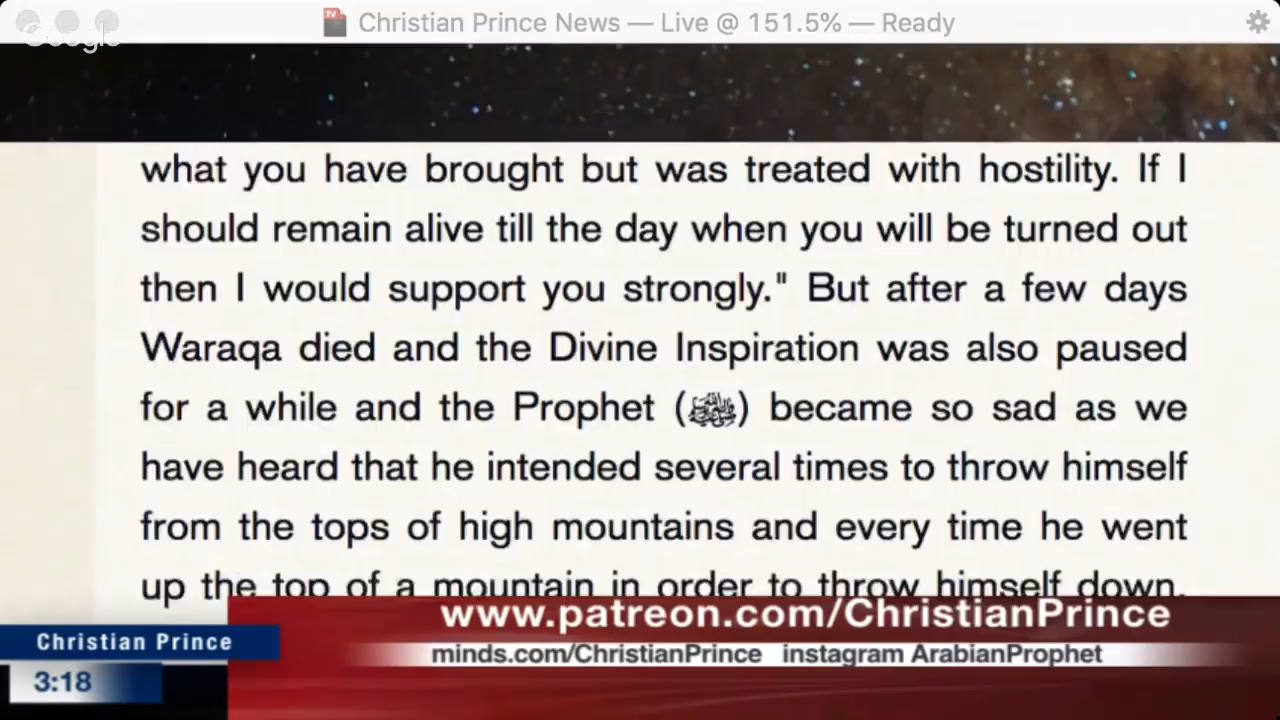 Christian Prince News — Live @ 151.5% — Ready
Google
what you have brought but was treated with hostility. If I
should remain alive till the day when you will be turned out
then I would support you strongly." But after a few days
Waraqa died and the Divine Inspiration was also paused
for a while and the Prophet (ﷺ) became so sad as we
have heard that he intended several times to throw himself
from the tops of high mountains and every time he went
up the top of a mountain in order to throw himself down,
www.patreon.com/ChristianPrince
Christian Prince
minds.com/ChristianPrince instagram ArabianProphet
3:18